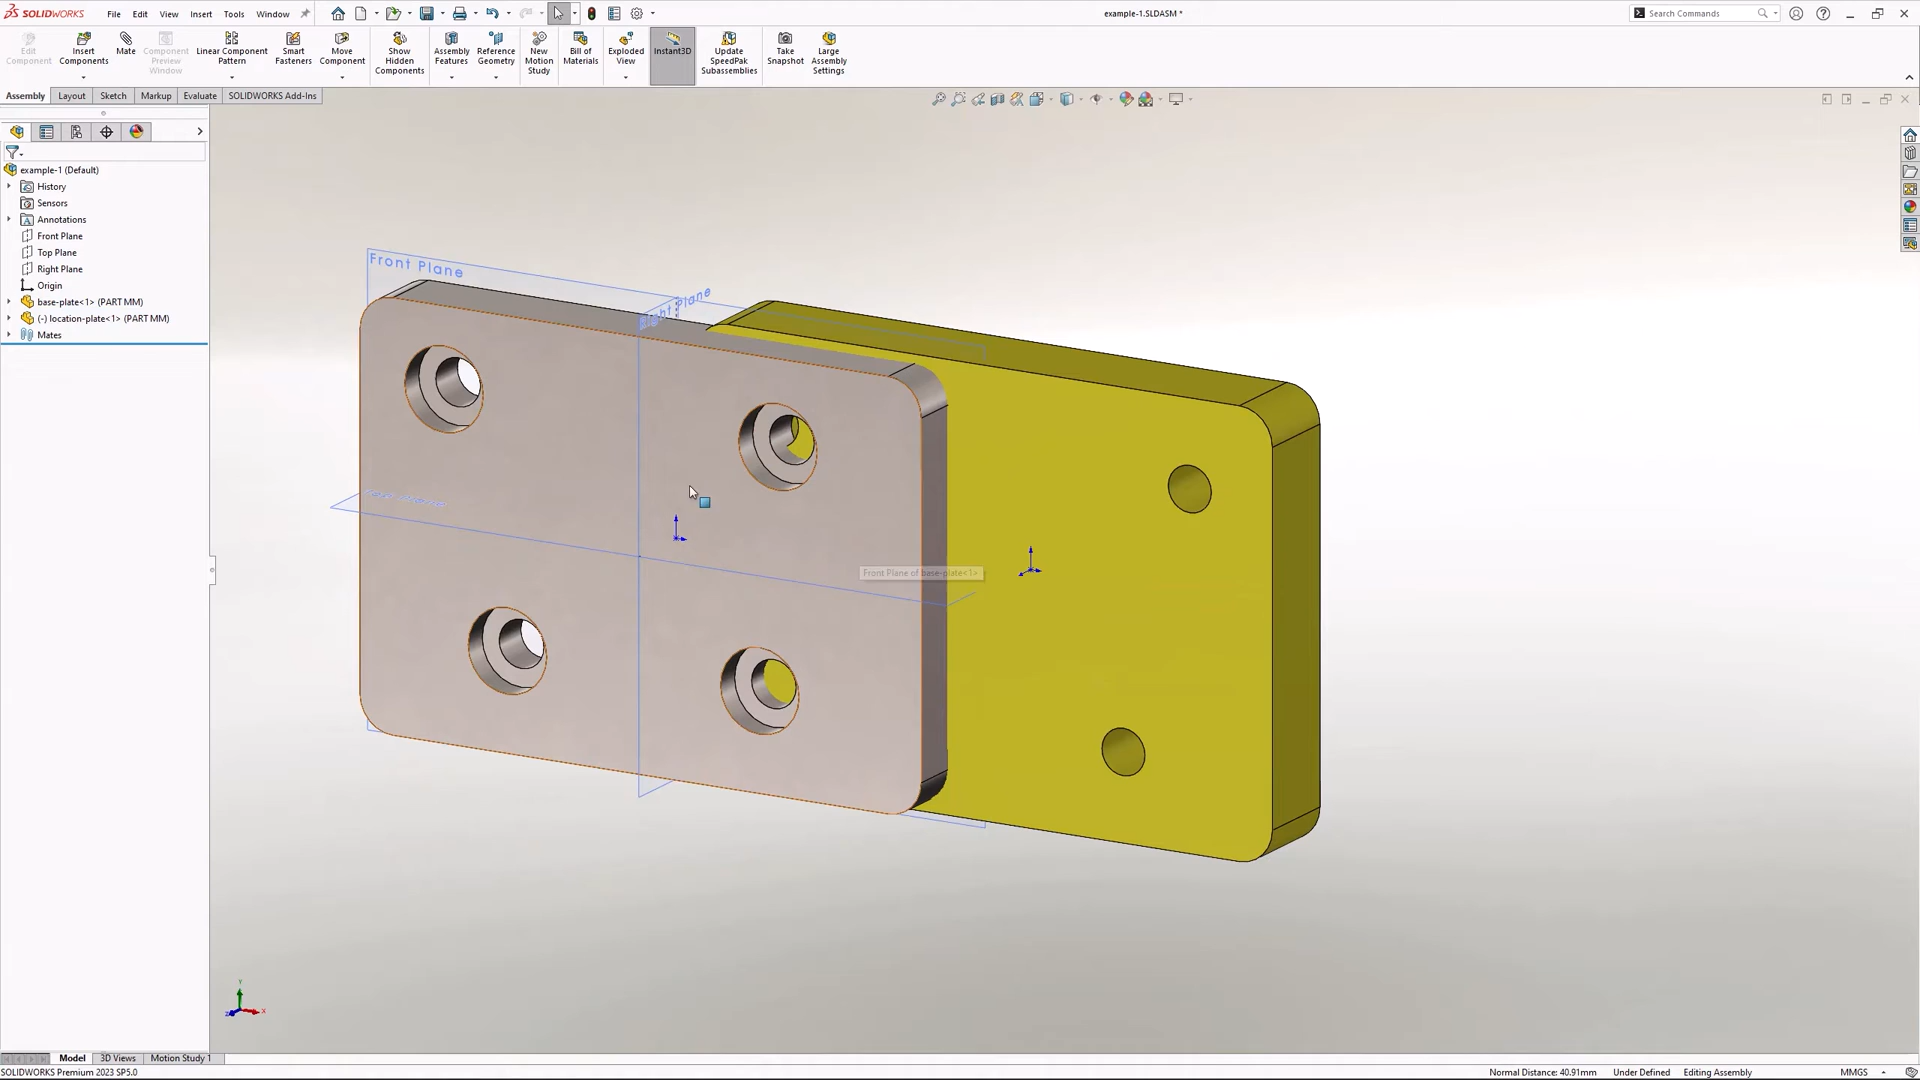 SOLIDWORKS
File Edit View Insert Tools Window
example-1.SLDASM *
Search Commands
Edit Component
Insert Components
Mate
Component Preview Window
Linear Component Pattern
Smart Fasteners
Move Component
Show Hidden Components
Assembly Features
Reference Geometry
New Motion Study
Bill of Materials
Exploded View
Instant3D
Update SpeedPak Subassemblies
Take Snapshot
Large Assembly Settings
Assembly Layout Sketch Markup Evaluate SOLIDWORKS Add-Ins
example-1 (Default)
History
Sensors
Annotations
Front Plane
Top Plane
Right Plane
Origin
base-plate<1> (PART MM)
(-) location-plate<1> (PART MM)
Mates
Front Plane
Right Plane
Front Plane of base-plate<1>
Y
X
Z
Model 3D Views Motion Study 1
SOLIDWORKS Premium 2023 SP5.0
Normal Distance: 40.91mm Under Defined Editing Assembly MMGS